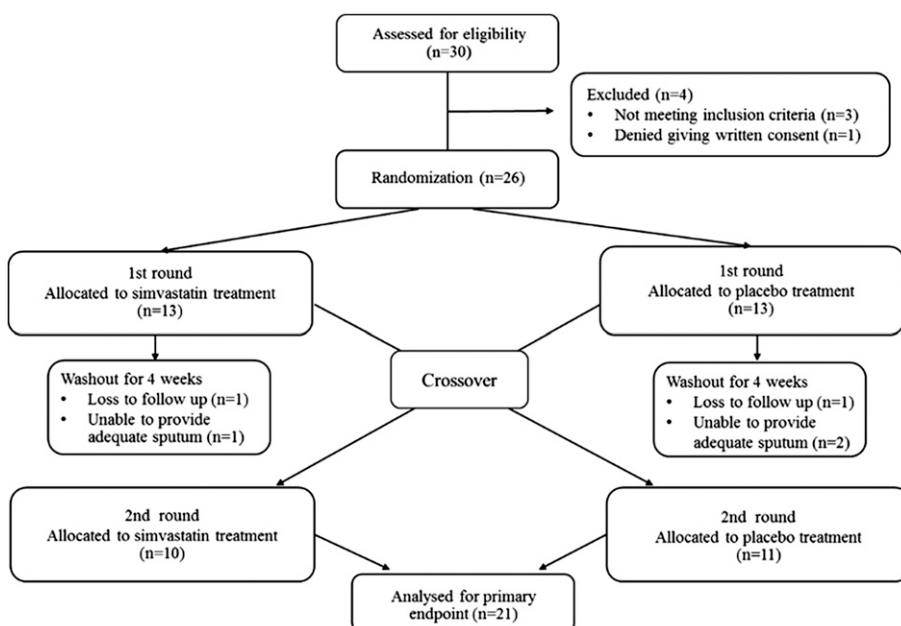 Assessed for eligibility
(n=30)
Excluded (n=4)
• Not meeting inclusion criteria (n=3)
• Denied giving written consent (n=1)
Randomization (n=26)
1st round
Allocated to simvastatin treatment
(n=13)
1st round
Allocated to placebo treatment
(n=13)
Washout for 4 weeks
• Loss to follow up (n=1)
• Unable to provide
adequate sputum (n=1)
Crossover
Washout for 4 weeks
• Loss to follow up (n=1)
• Unable to provide
adequate sputum (n=2)
2nd round
Allocated to simvastatin treatment
(n=10)
2nd round
Allocated to placebo treatment
(n=11)
Analysed for primary
endpoint (n=21)